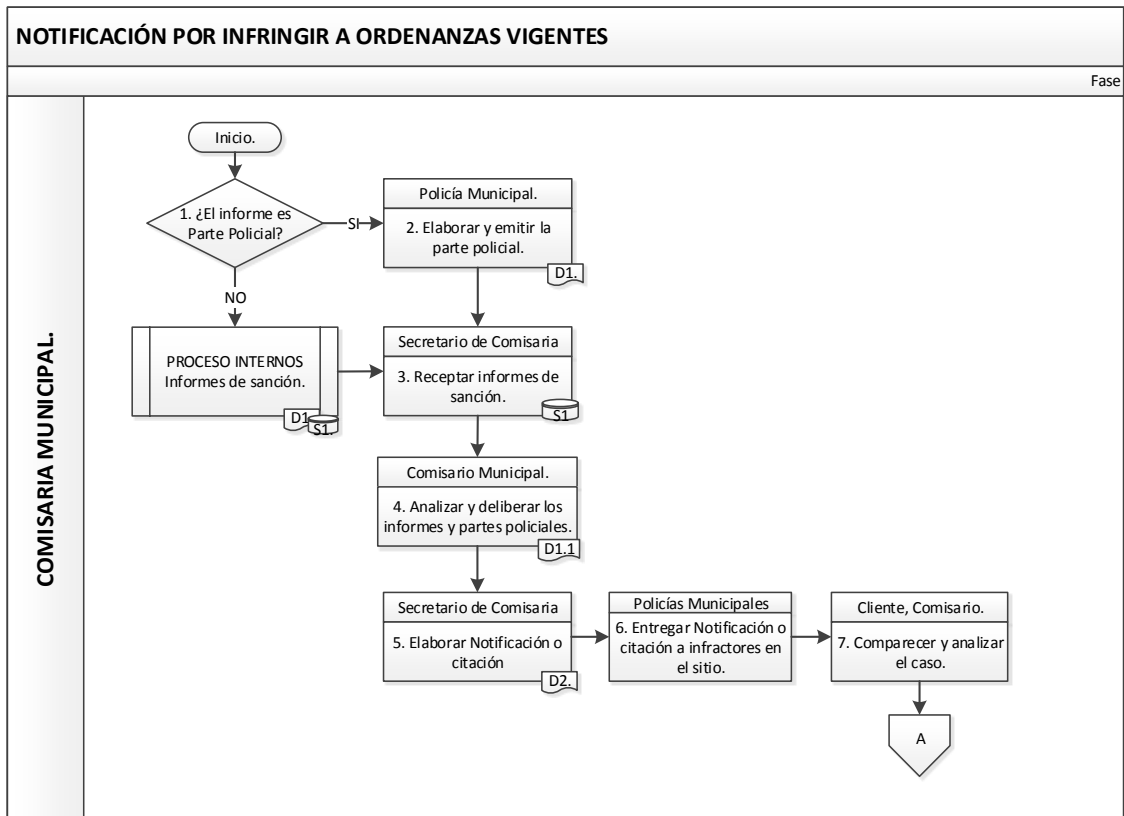 NOTIFICACIÓN POR INFRINGIR A ORDENANZAS VIGENTES
Fase
COMISARIA MUNICIPAL.
Inicio.
1. ¿El informe es
Parte Policial?
SI
NO
Policía Municipal.
2. Elaborar y emitir la
parte policial.
D1.
PROCESO INTERNOS
Informes de sanción.
D1
S1.
Secretario de Comisaria
3. Receptar informes de
sanción.
S1
Comisario Municipal.
4. Analizar y deliberar los
informes y partes policiales.
D1.1
Secretario de Comisaria
5. Elaborar Notificación o
citación
D2.
Policías Municipales
6. Entregar Notificación o
citación a infractores en
el sitio.
Cliente, Comisario.
7. Comparecer y analizar
el caso.
A